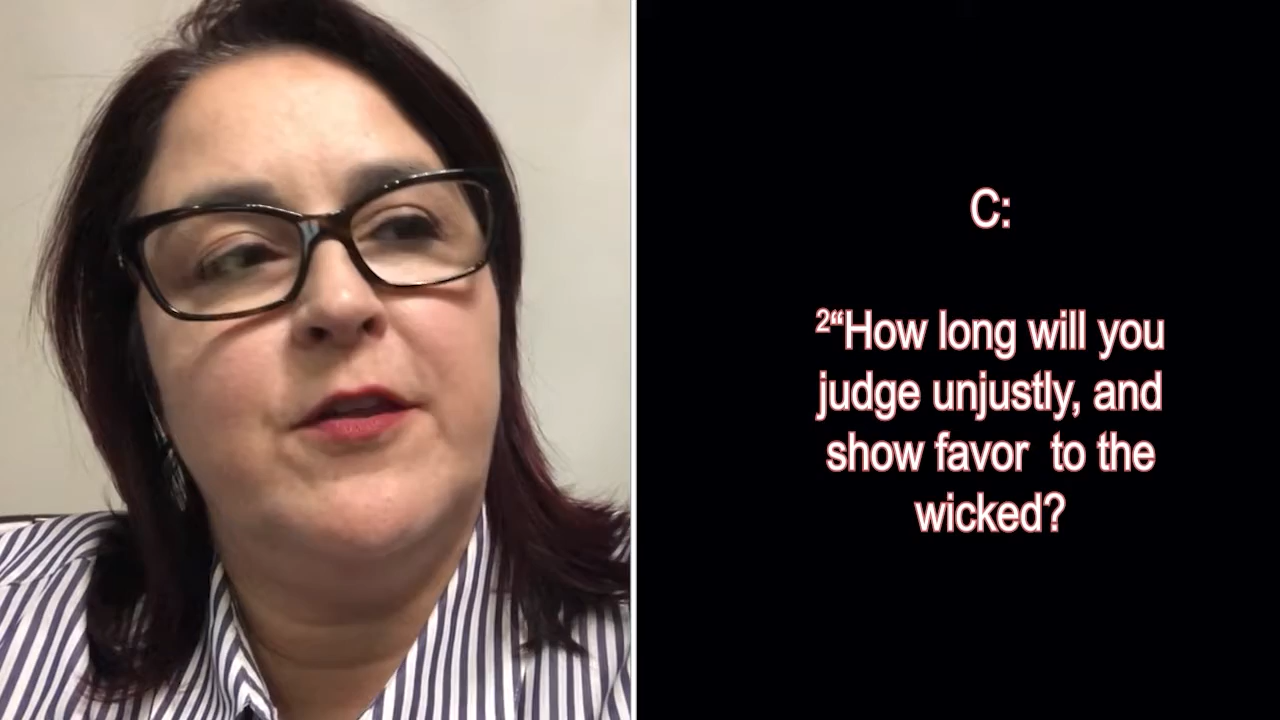 C:
²“How long will you
judge unjustly, and
show favor  to the
wicked?